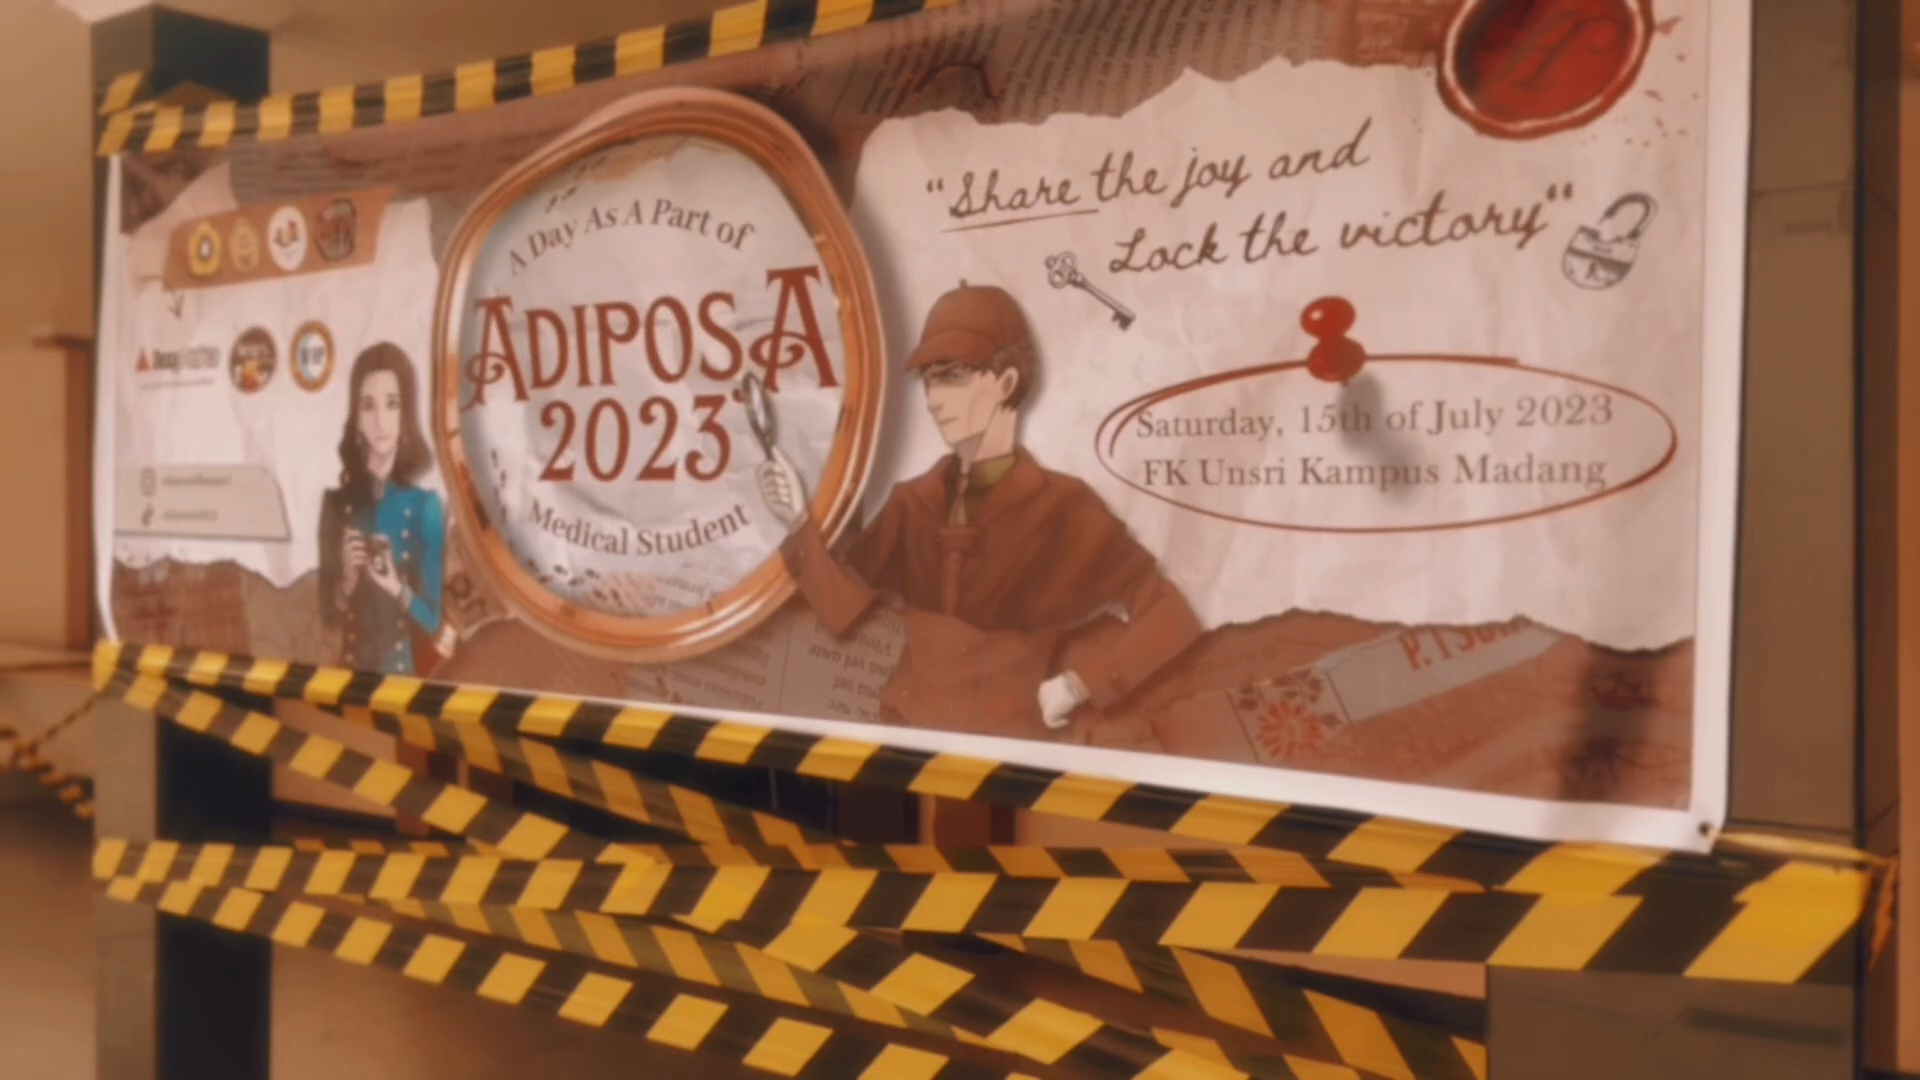 A Day As A Part of
ADIPOSA
2023
Medical Student
"Share the joy and
Lock the victory"
Saturday, 15th of July 2023
FK Unsri Kampus Madang